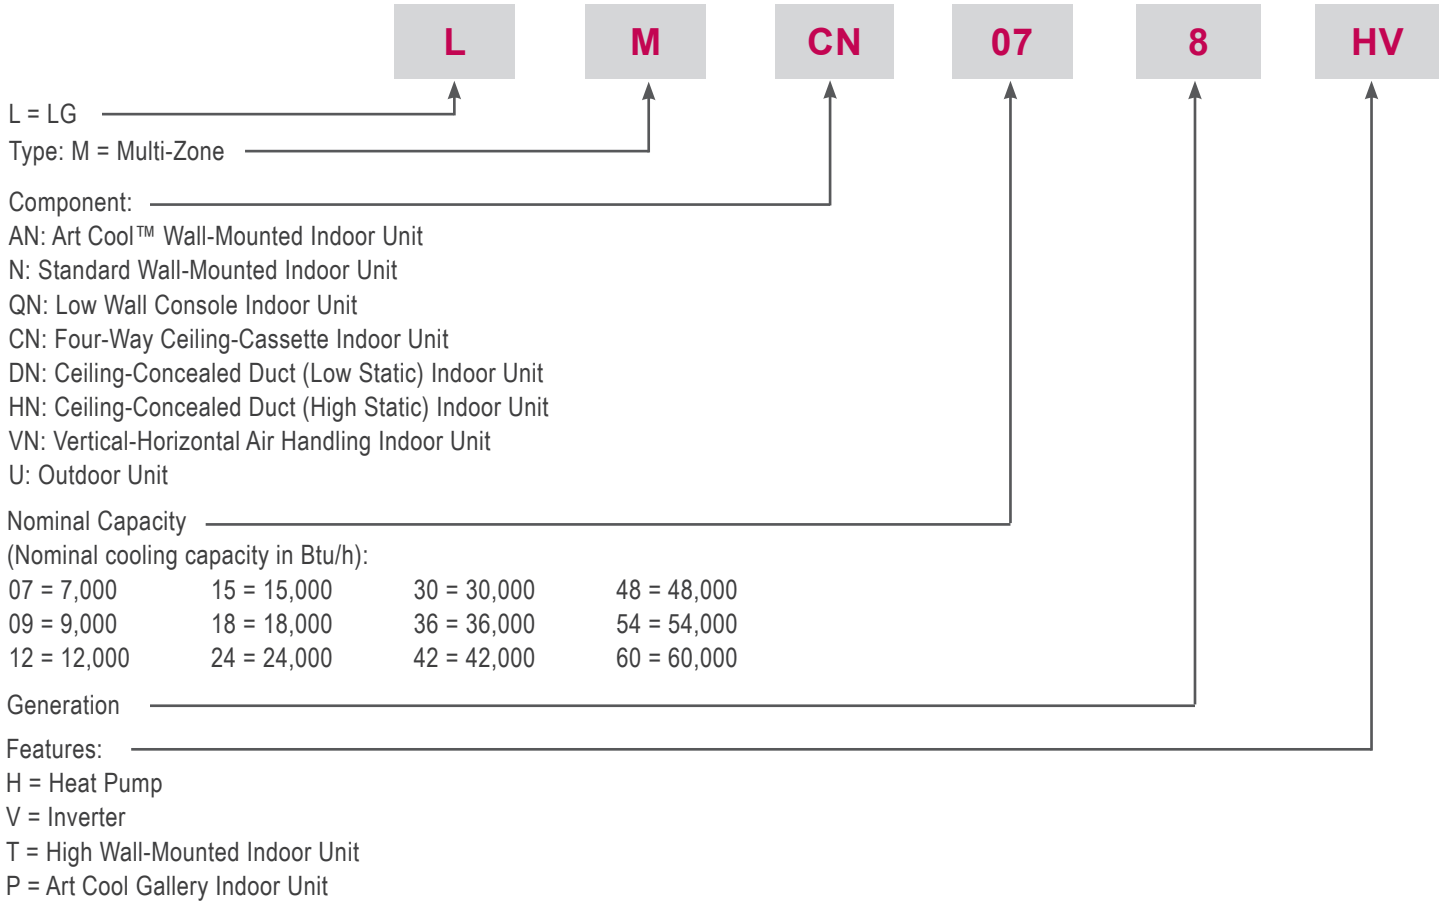 L M CN 07 8 HV
L = LG
Type: M = Multi-Zone
Component:
AN: Art Cool™ Wall-Mounted Indoor Unit
N: Standard Wall-Mounted Indoor Unit
QN: Low Wall Console Indoor Unit
CN: Four-Way Ceiling-Cassette Indoor Unit
DN: Ceiling-Concealed Duct (Low Static) Indoor Unit
HN: Ceiling-Concealed Duct (High Static) Indoor Unit
VN: Vertical-Horizontal Air Handling Indoor Unit
U: Outdoor Unit
Nominal Capacity
(Nominal cooling capacity in Btu/h):
07 = 7,000 15 = 15,000 30 = 30,000 48 = 48,000
09 = 9,000 18 = 18,000 36 = 36,000 54 = 54,000
12 = 12,000 24 = 24,000 42 = 42,000 60 = 60,000
Generation
Features:
H = Heat Pump
V = Inverter
T = High Wall-Mounted Indoor Unit
P = Art Cool Gallery Indoor Unit